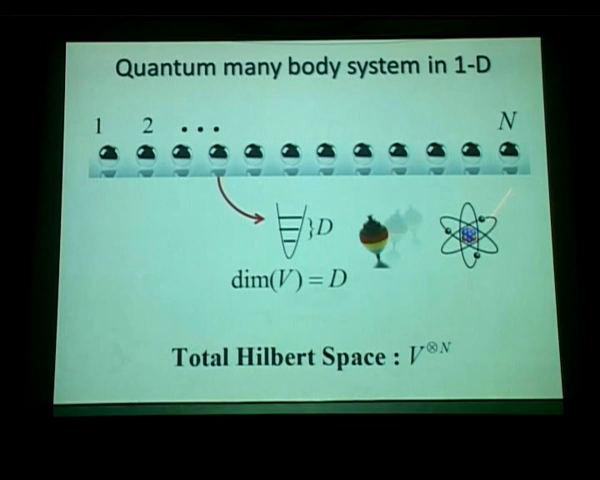 Quantum many body system in 1-D
1 2 ... N
}D
dim(V) = D
Total Hilbert Space : V^{⊗N}